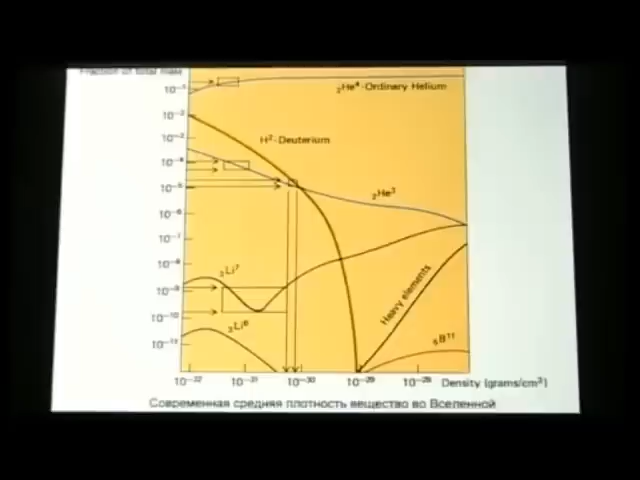 Fraction of total mass
10⁻¹
₂He⁴-Ordinary Helium
10⁻²
10⁻³
H²-Deuterium
10⁻⁴
10⁻⁵
₂He³
10⁻⁶
10⁻⁷
10⁻⁸
₃Li⁷
10⁻⁹
Heavy elements
10⁻¹⁰
₃Li⁶
10⁻¹¹
₅B¹¹
10⁻³² 10⁻³¹ 10⁻³⁰ 10⁻²⁹ 10⁻²⁸ Density (grams/cm³)
Современная средняя плотность вещество во Вселенной